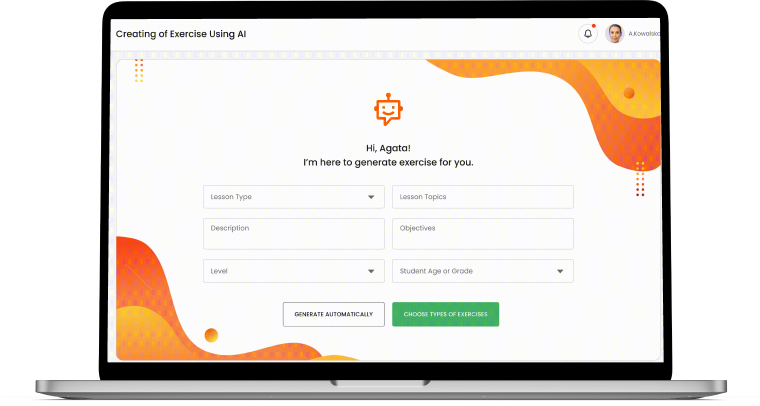 Creating of Exercise Using AI
A.Kowalska
Hi, Agata!
I'm here to generate exercise for you.
Lesson Type
Lesson Topics
Description
Objectives
Level
Student Age or Grade
GENERATE AUTOMATICALLY
CHOOSE TYPES OF EXERCISES